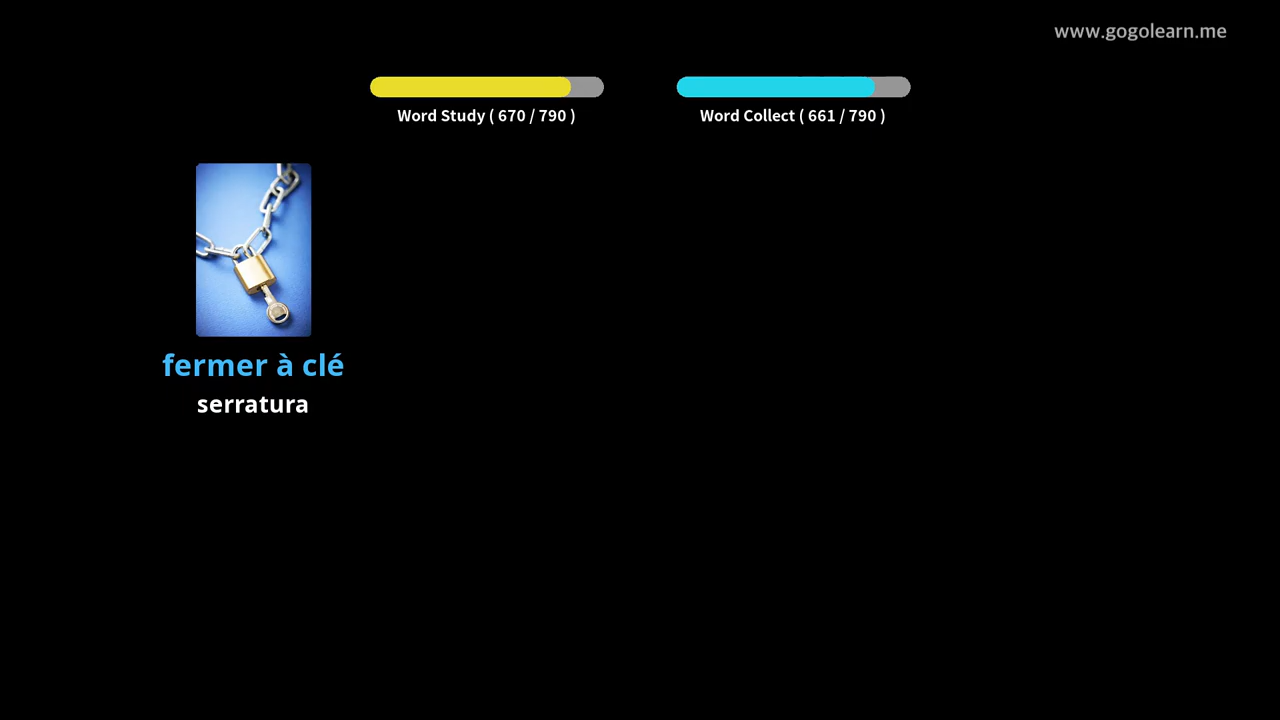 www.gogolearn.me
Word Study ( 670 / 790 )
Word Collect ( 661 / 790 )
fermer à clé
serratura